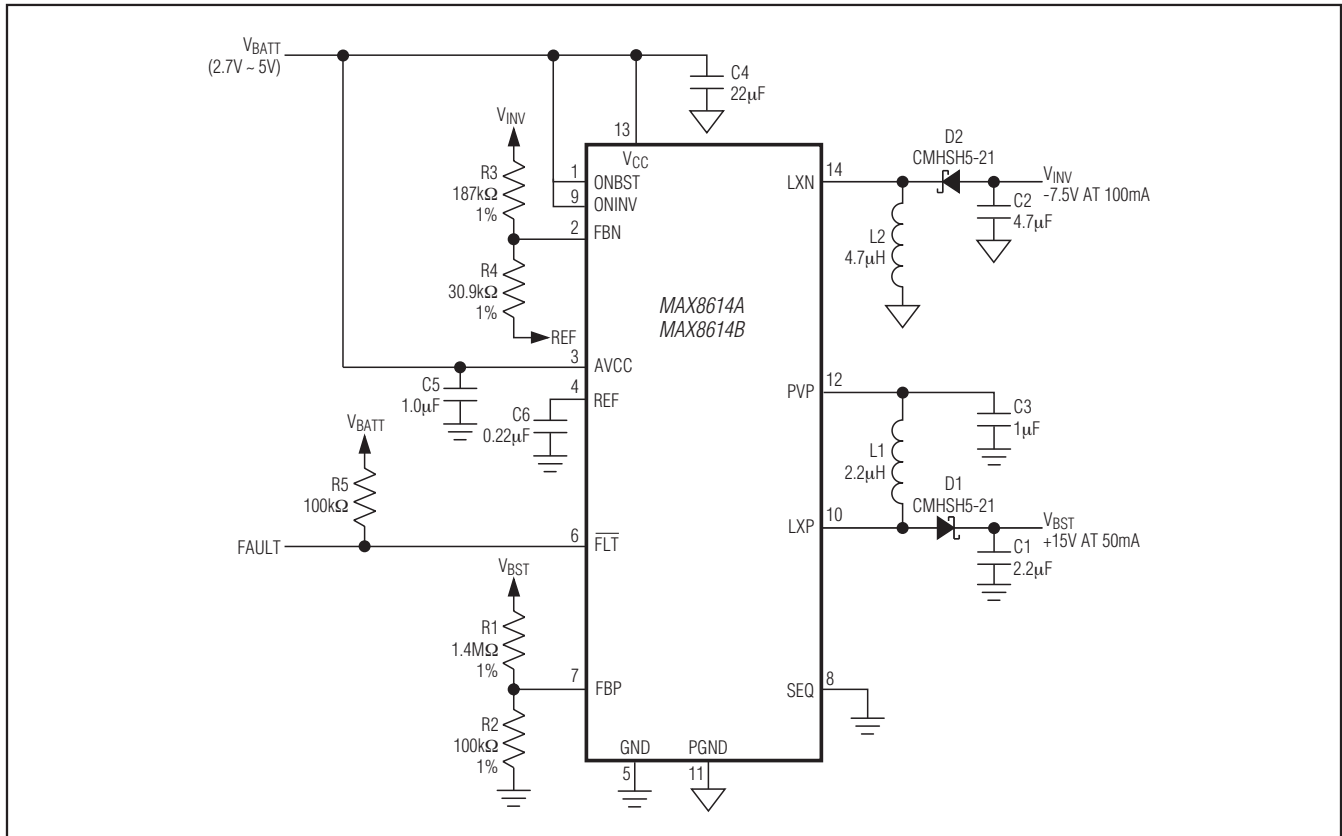 VBATT
(2.7V ~ 5V)
C4
22µF
VINV
13
VCC
R3
187kΩ
1%
1
ONBST
9
ONINV
2
FBN
R4
30.9kΩ
1%
REF
3
AVCC
C5
1.0µF
4
REF
C6
0.22µF
VBATT
R5
100kΩ
FAULT
6
FLT
VBST
R1
1.4MΩ
1%
7
FBP
R2
100kΩ
1%
GND
5
PGND
11
MAX8614A
MAX8614B
LXN
14
D2
CMHSH5-21
VINV
-7.5V AT 100mA
C2
4.7µF
L2
4.7µH
PVP
12
C3
1µF
L1
2.2µH
D1
CMHSH5-21
LXP
10
VBST
+15V AT 50mA
C1
2.2µF
SEQ
8